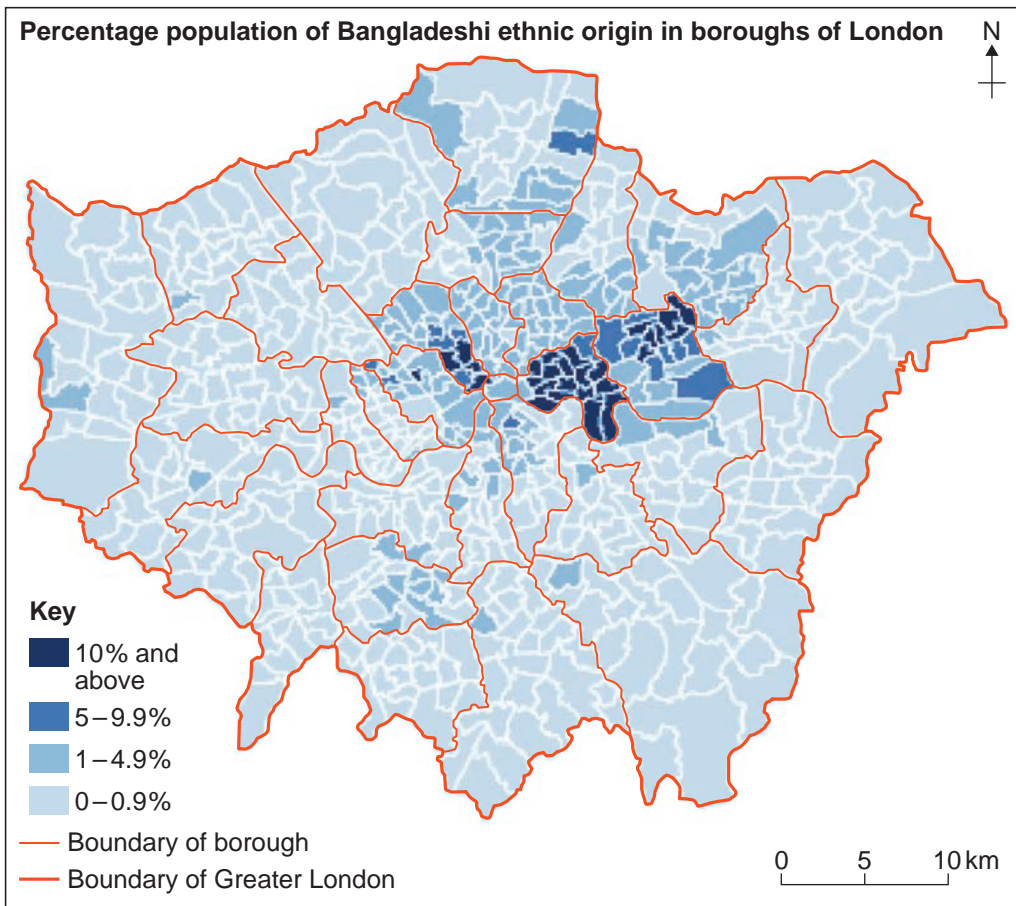 Percentage population of Bangladeshi ethnic origin in boroughs of London
N
Key
10% and
above
5–9.9%
1–4.9%
0–0.9%
Boundary of borough
Boundary of Greater London
0 5 10 km